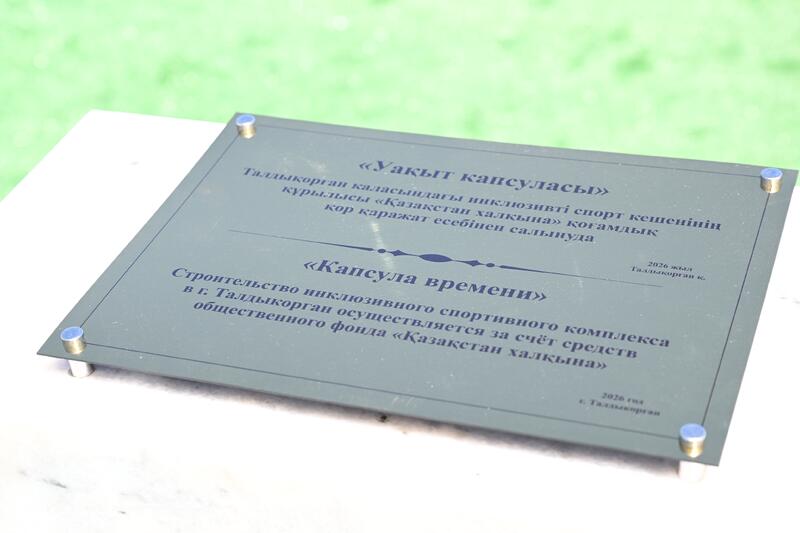 «Уақыт капсуласы»
Талдықорған қаласындағы инклюзивті спорт кешенінің
құрылысы «Қазақстан халқына» қоғамдық
қор қаражат есебінен салынуда
2026 жыл
Талдықорған қ.
«Капсула времени»
Строительство инклюзивного спортивного комплекса
в г. Талдыкорган осуществляется за счёт средств
общественного фонда «Қазақстан халқына»
2026 год
г. Талдыкорган